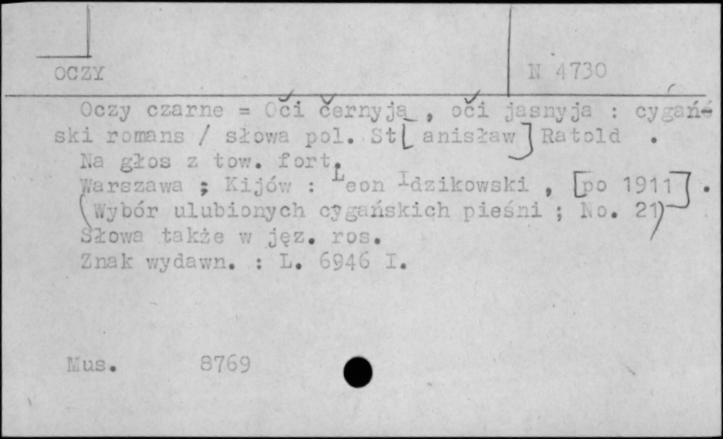 OCZY N 4730
Oczy czarne = Oči černyja , oči jasnyja : cygań-
ski romans / słowa pol. St[anisław] Ratold .
Na głos z tow. fort.
Warszawa ; Kijów : Leon Idzikowski , [po 1911] .
(Wybór ulubionych cygańskich pieśni ; No. 21)
Słowa także w jęz. ros.
Znak wydawn. : L. 6946 I.
Mus. 8769